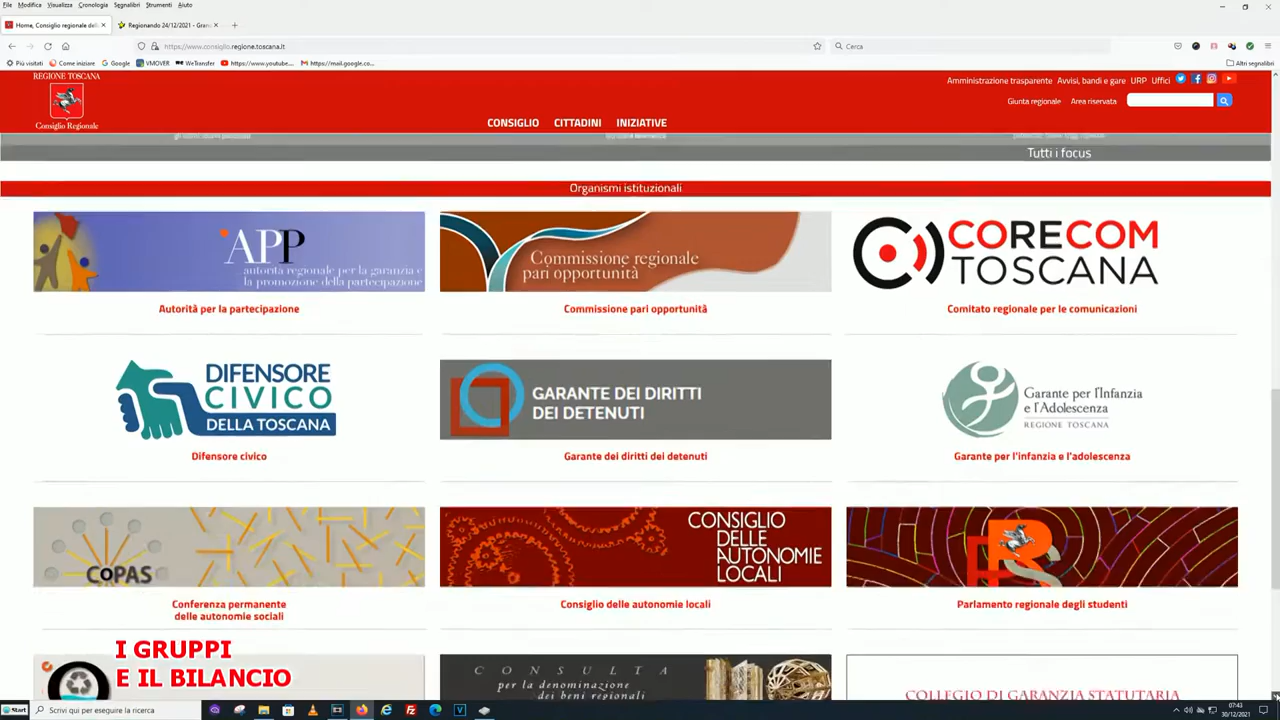 File Modifica Visualizza Cronologia Segnalibri Strumenti Aiuto
Home, Consiglio regionale del
Regionando 24/12/2021 - Gran
https://www.consiglio.regione.toscana.it
Cerca
Più visitati Come iniziare Google VMOVER WeTransfer https://www.youtube... https://mail.google.co...
Altri segnalibri
REGIONE TOSCANA
Consiglio Regionale
Amministrazione trasparente Avvisi, bandi e gare URP Uffici
Giunta regionale Area riservata
CONSIGLIO CITTADINI INIZIATIVE
Tutti i focus
Organismi istituzionali
APP
autorità regionale per la garanzia e
la promozione della partecipazione
Commissione regionale
pari opportunità
CORECOM
TOSCANA
Autorità per la partecipazione
Commissione pari opportunità
Comitato regionale per le comunicazioni
DIFENSORE
CIVICO
DELLA TOSCANA
GARANTE DEI DIRITTI
DEI DETENUTI
Garante per l'Infanzia
e l'Adolescenza
REGIONE TOSCANA
Difensore civico
Garante dei diritti dei detenuti
Garante per l'infanzia e l'adolescenza
COPAS
CONSIGLIO
DELLE
AUTONOMIE
LOCALI
Conferenza permanente
delle autonomie sociali
Consiglio delle autonomie locali
Parlamento regionale degli studenti
I GRUPPI
E IL BILANCIO
CONSULTA
per la denominazione
dei beni regionali
COLLEGIO DI GARANZIA STATUTARIA
Start
Scrivi qui per eseguire la ricerca
07:43
30/12/2021